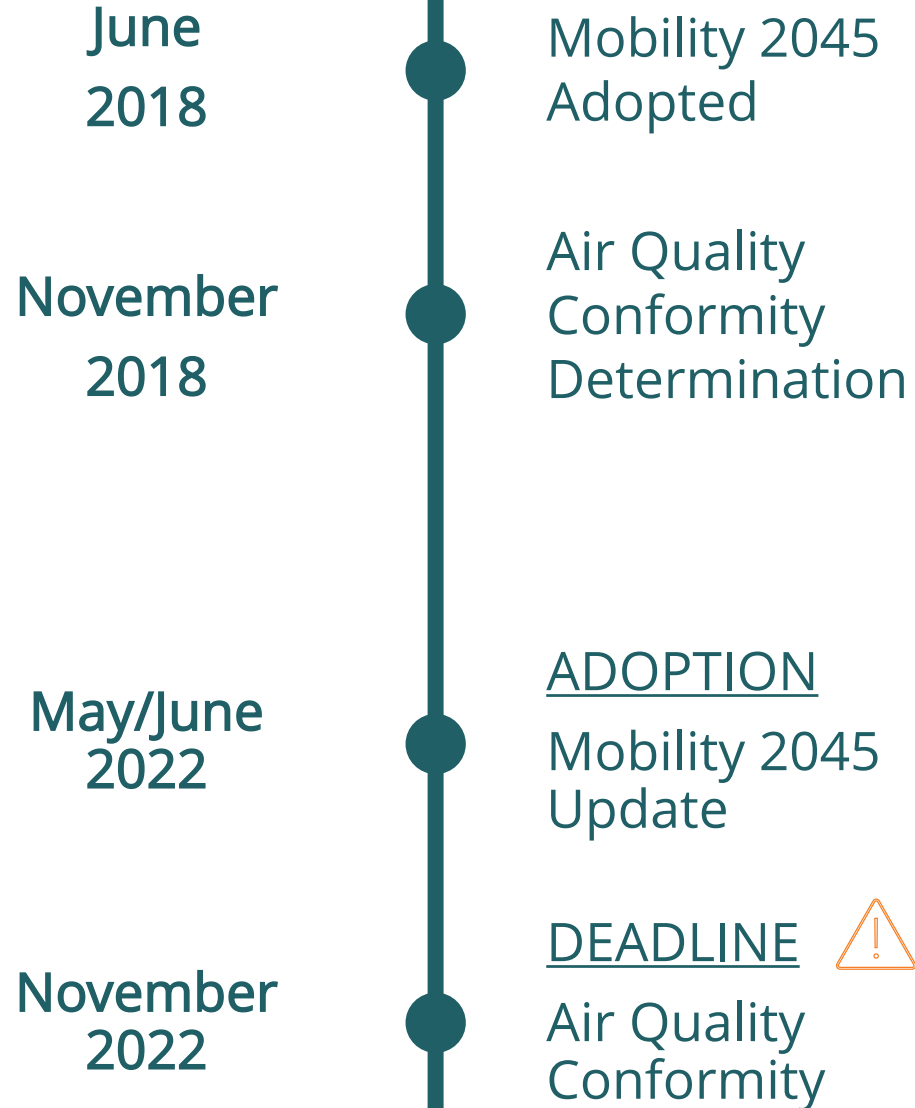 June
2018
Mobility 2045
Adopted
November
2018
Air Quality
Conformity
Determination
May/June
2022
ADOPTION
Mobility 2045
Update
November
2022
DEADLINE
Air Quality
Conformity